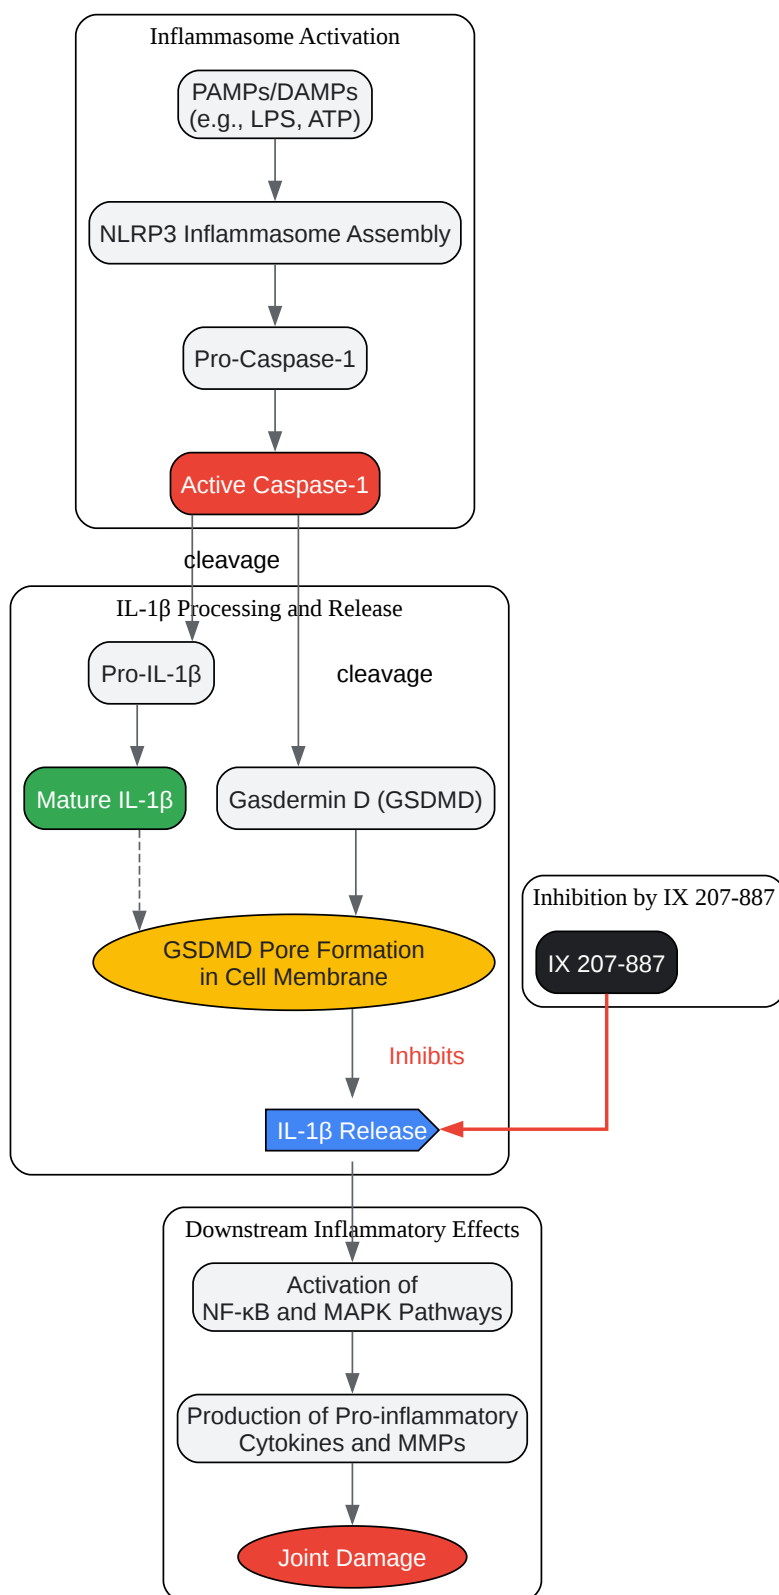 Inflammasome Activation
PAMPs/DAMPs
(e.g., LPS, ATP)
NLRP3 Inflammasome Assembly
Pro-Caspase-1
Active Caspase-1
cleavage
IL-1β Processing and Release
Pro-IL-1β
cleavage
Mature IL-1β
Gasdermin D (GSDMD)
Inhibition by IX 207-887
IX 207-887
GSDMD Pore Formation
in Cell Membrane
Inhibits
IL-1β Release
Downstream Inflammatory Effects
Activation of
NF-κB and MAPK Pathways
Production of Pro-inflammatory
Cytokines and MMPs
Joint Damage